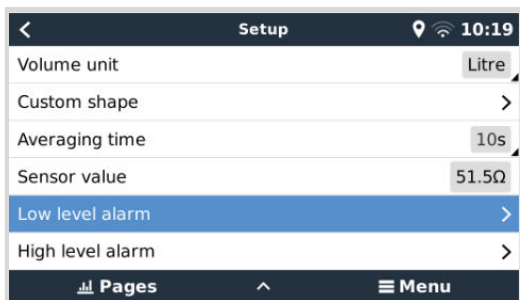 Setup 10:19
Volume unit Litre
Custom shape
Averaging time 10s
Sensor value 51.5Ω
Low level alarm
High level alarm
Pages Menu